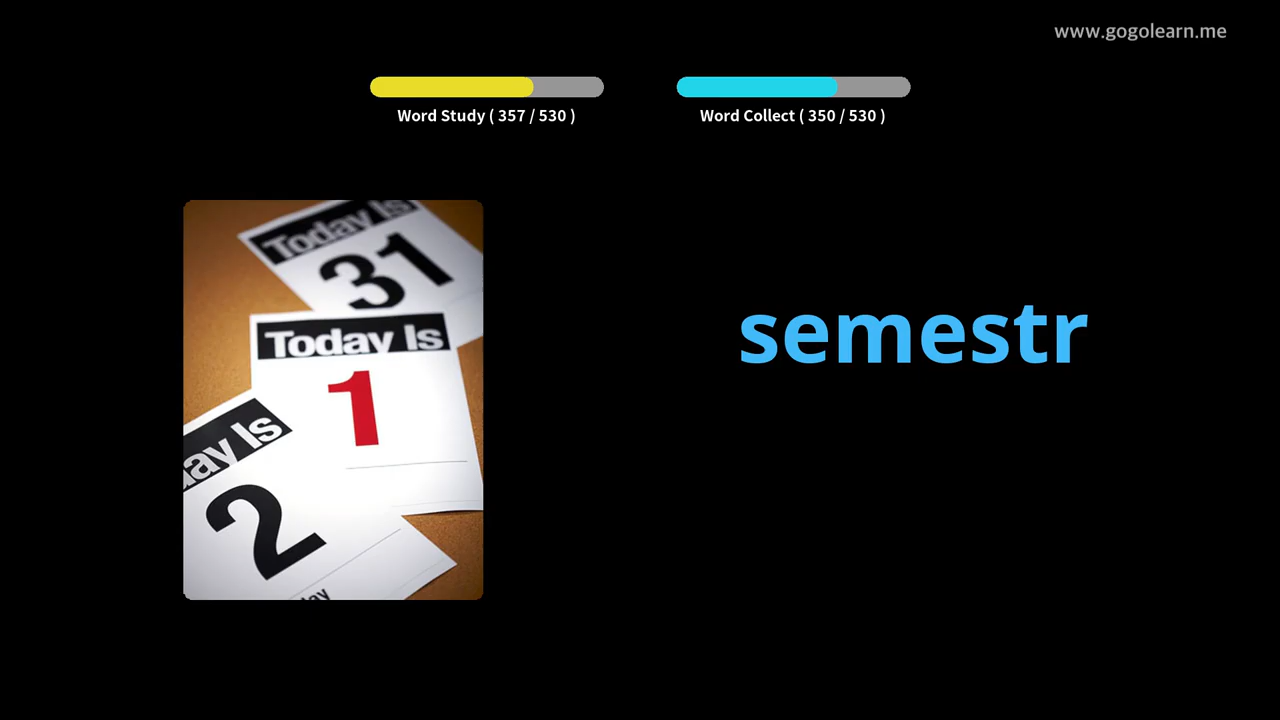 www.gogolearn.me
Word Study ( 357 / 530 )
Word Collect ( 350 / 530 )
Today Is
31
Today Is
1
ay Is
2
semestr